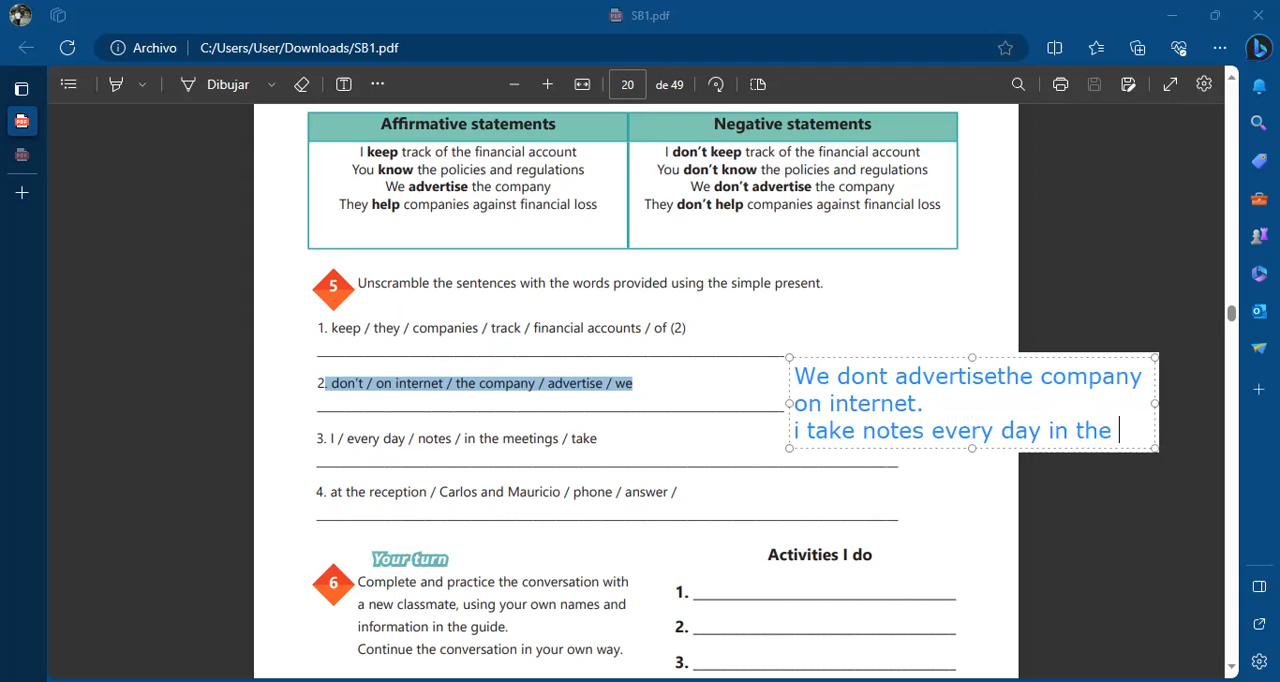 SB1.pdf
Archivo
C:/Users/User/Downloads/SB1.pdf
Dibujar
20
de 49
Affirmative statements
Negative statements
I keep track of the financial account
You know the policies and regulations
We advertise the company
They help companies against financial loss
I don't keep track of the financial account
You don't know the policies and regulations
We don't advertise the company
They don't help companies against financial loss
5
Unscramble the sentences with the words provided using the simple present.
1. keep / they / companies / track / financial accounts / of (2)
2. don't / on internet / the company / advertise / we
We dont advertisethe company
on internet.
i take notes every day in the
3. I / every day / notes / in the meetings / take
4. at the reception / Carlos and Mauricio / phone / answer /
Your turn
6
Complete and practice the conversation with
a new classmate, using your own names and
information in the guide.
Continue the conversation in your own way.
Activities I do
1.
2.
3.